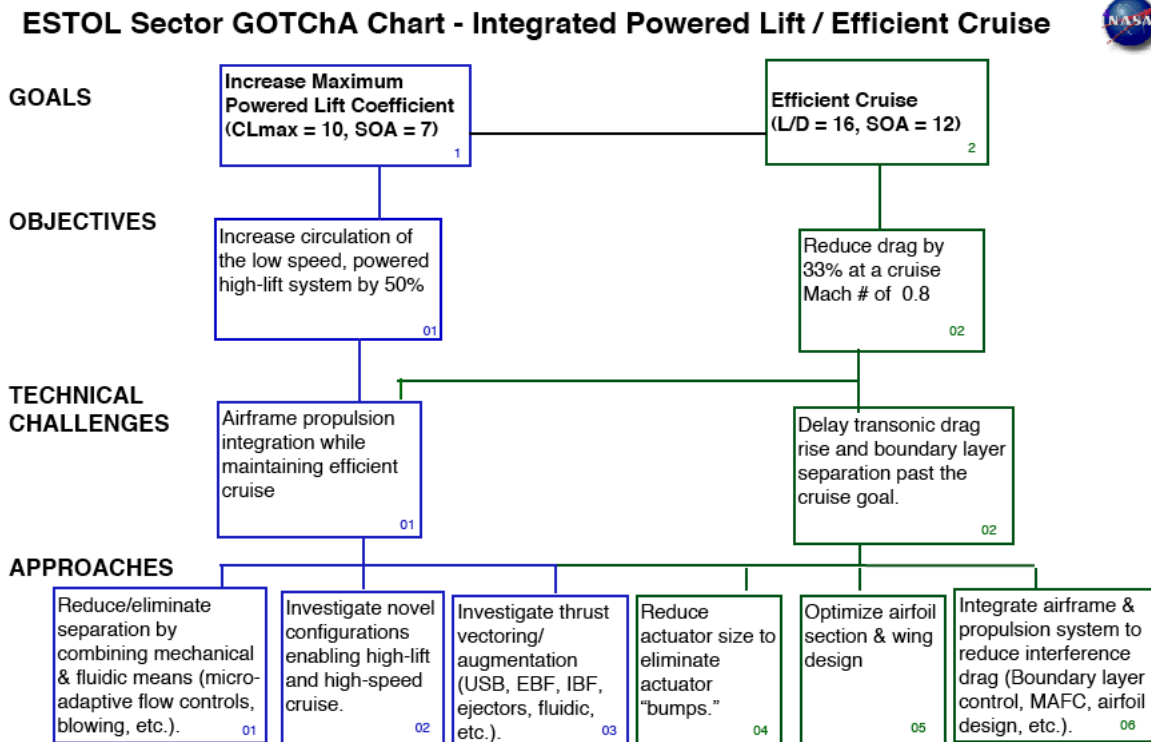 ESTOL Sector GOTChA Chart - Integrated Powered Lift / Efficient Cruise
NASA
GOALS
Increase Maximum
Powered Lift Coefficient
(CLmax = 10, SOA = 7)
1
Efficient Cruise
(L/D = 16, SOA = 12)
2
OBJECTIVES
Increase circulation of
the low speed, powered
high-lift system by 50%
01
Reduce drag by
33% at a cruise
Mach # of 0.8
02
TECHNICAL
CHALLENGES
Airframe propulsion
integration while
maintaining efficient
cruise
01
Delay transonic drag
rise and boundary layer
separation past the
cruise goal.
02
APPROACHES
Reduce/eliminate
separation by
combining mechanical
& fluidic means (micro-
adaptive flow controls,
blowing, etc.).
01
Investigate novel
configurations
enabling high-lift
and high-speed
cruise.
02
Investigate thrust
vectoring/
augmentation
(USB, EBF, IBF,
ejectors, fluidic,
etc.).
03
Reduce
actuator size to
eliminate
actuator
“bumps.”
04
Optimize airfoil
section & wing
design
05
Integrate airframe &
propulsion system to
reduce interference
drag (Boundary layer
control, MAFC, airfoil
design, etc.).
06